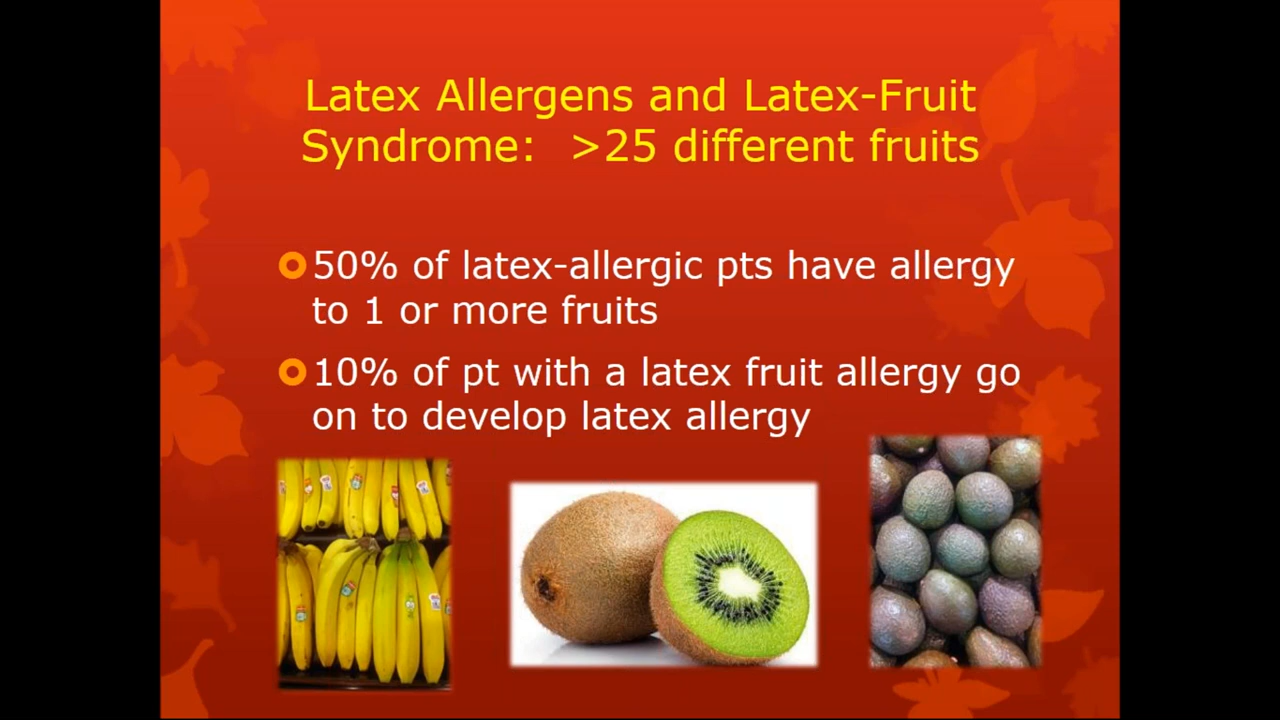 Latex Allergens and Latex-Fruit
Syndrome:  >25 different fruits
50% of latex-allergic pts have allergy
to 1 or more fruits
10% of pt with a latex fruit allergy go
on to develop latex allergy